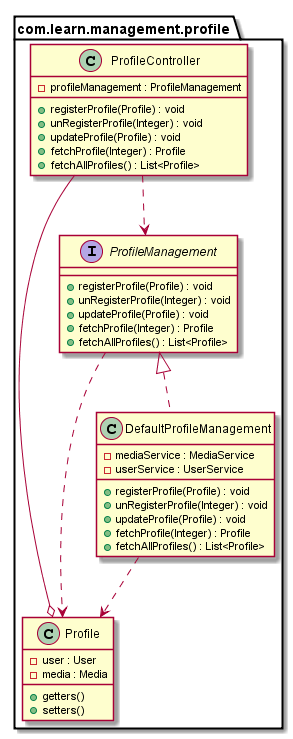 com.learn.management.profile
C ProfileController
profileManagement : ProfileManagement
registerProfile(Profile) : void
unRegisterProfile(Integer) : void
updateProfile(Profile) : void
fetchProfile(Integer) : Profile
fetchAllProfiles() : List<Profile>
I ProfileManagement
registerProfile(Profile) : void
unRegisterProfile(Integer) : void
updateProfile(Profile) : void
fetchProfile(Integer) : Profile
fetchAllProfiles() : List<Profile>
C DefaultProfileManagement
mediaService : MediaService
userService : UserService
registerProfile(Profile) : void
unRegisterProfile(Integer) : void
updateProfile(Profile) : void
fetchProfile(Integer) : Profile
fetchAllProfiles() : List<Profile>
C Profile
user : User
media : Media
getters()
setters()